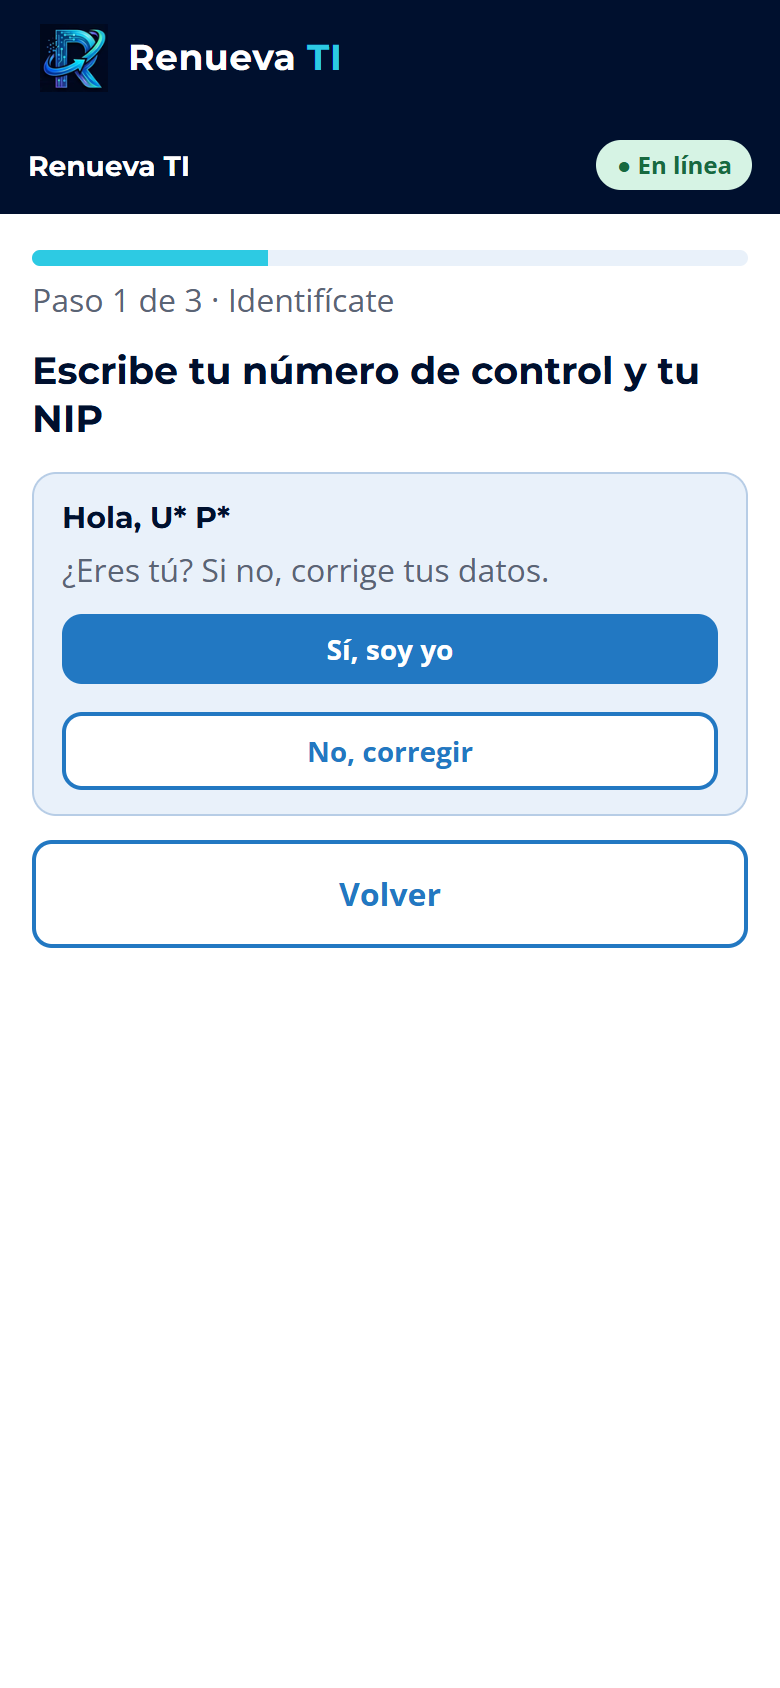 Renueva TI
Renueva TI
● En línea
Paso 1 de 3 · Identifícate
Escribe tu número de control y tu
NIP
Hola, U* P*
¿Eres tú? Si no, corrige tus datos.
Sí, soy yo
No, corregir
Volver